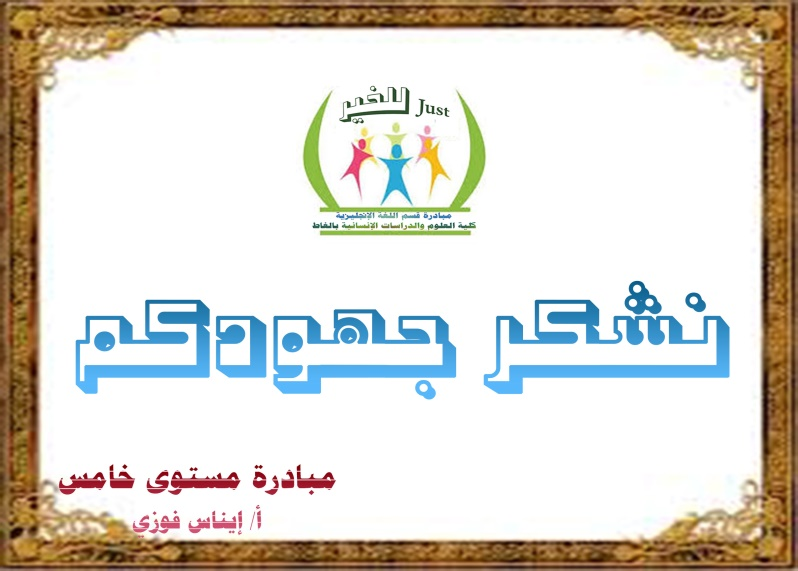 Just للخير
مبادرة قسم اللغة الإنجليزية
كلية العلوم والدراسات الإنسانية بالغاط
نشكر جهودكم
مبادرة مستوى خامس
أ/ إيناس فوزي